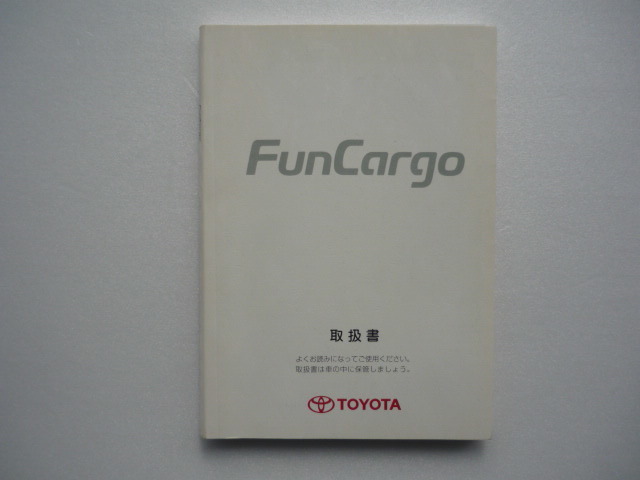 FunCargo
取扱書
よくお読みになってご使用ください。
取扱書は車の中に保管しましょう。
TOYOTA